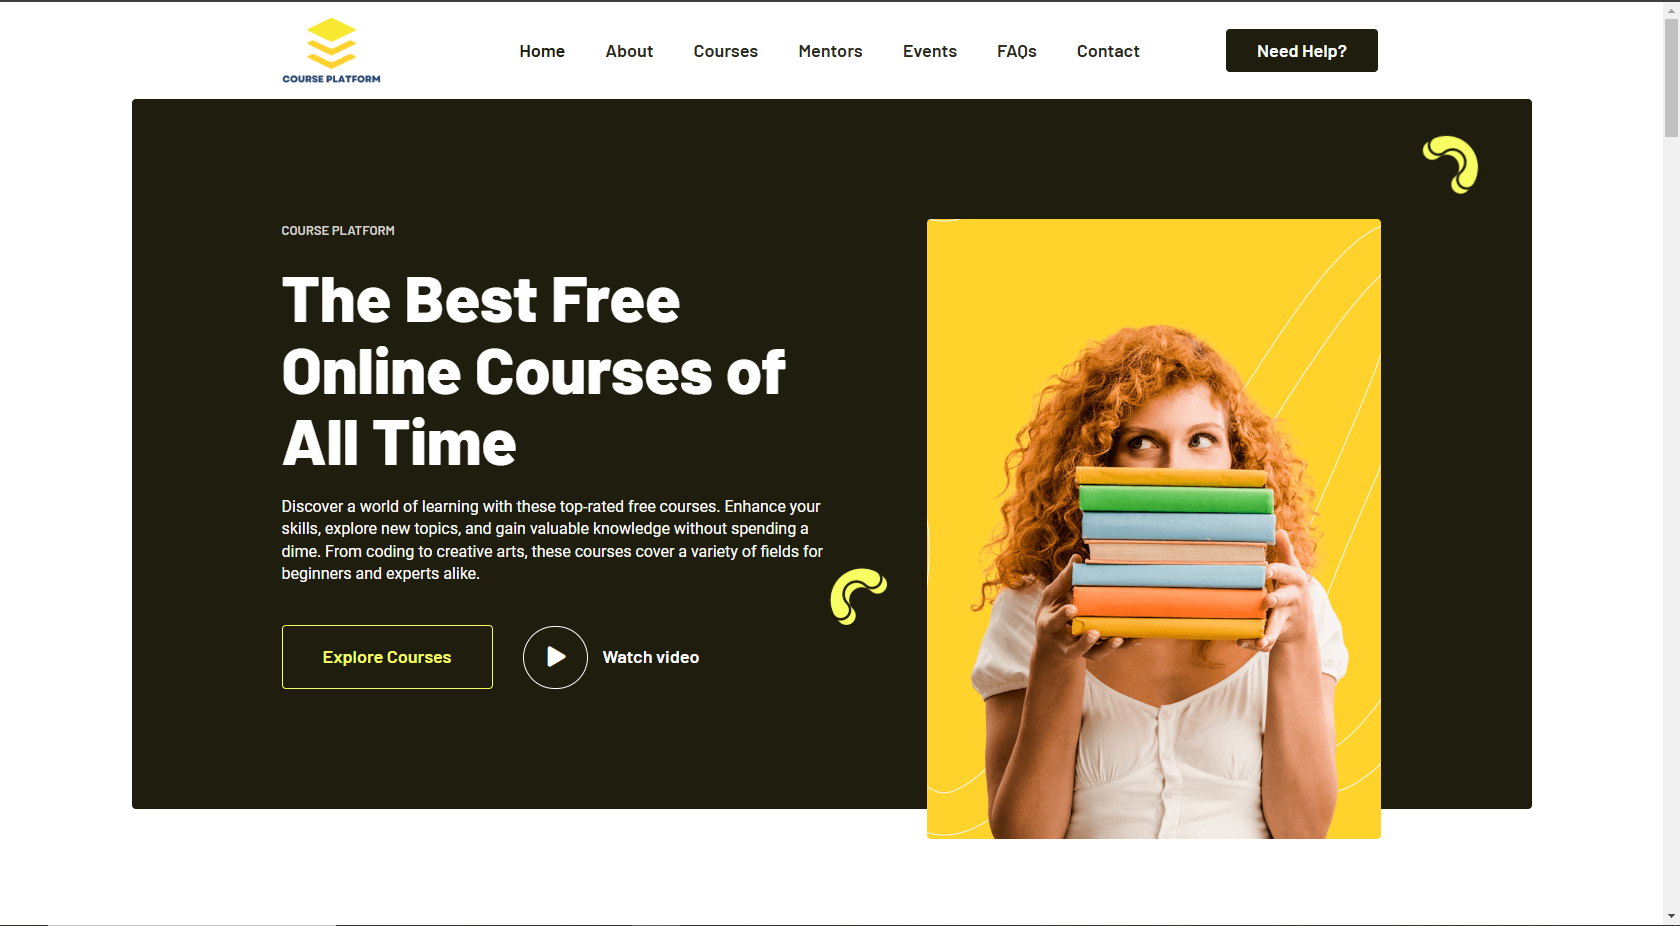 COURSE PLATFORM
Home
About
Courses
Mentors
Events
FAQs
Contact
Need Help?
COURSE PLATFORM
The Best Free
Online Courses of
All Time
Discover a world of learning with these top-rated free courses. Enhance your
skills, explore new topics, and gain valuable knowledge without spending a
dime. From coding to creative arts, these courses cover a variety of fields for
beginners and experts alike.
Explore Courses
Watch video